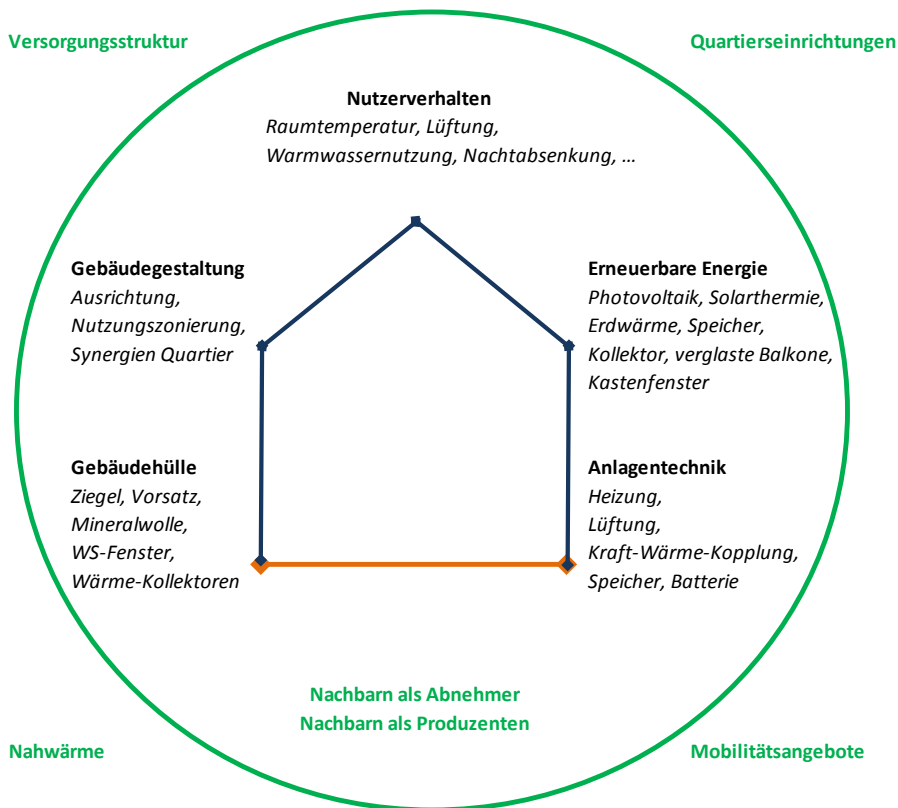 Versorgungsstruktur
Quartierseinrichtungen
Nutzerverhalten
Raumtemperatur, Lüftung,
Warmwassernutzung, Nachtabsenkung, ...
Gebäudegestaltung
Ausrichtung,
Nutzungszonierung,
Synergien Quartier
Erneuerbare Energie
Photovoltaik, Solarthermie,
Erdwärme, Speicher,
Kollektor, verglaste Balkone,
Kastenfenster
Gebäudehülle
Ziegel, Vorsatz,
Mineralwolle,
WS-Fenster,
Wärme-Kollektoren
Anlagentechnik
Heizung,
Lüftung,
Kraft-Wärme-Kopplung,
Speicher, Batterie
Nachbarn als Abnehmer
Nachbarn als Produzenten
Nahwärme
Mobilitätsangebote